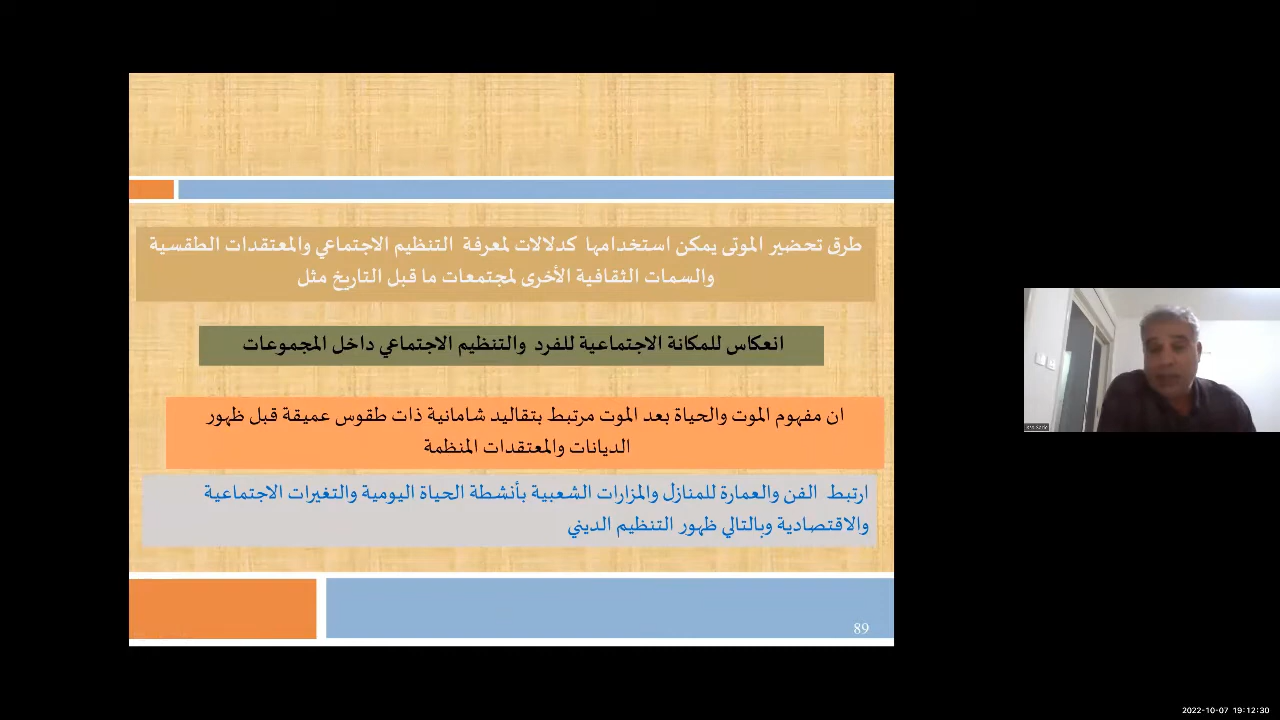 طرق تحضير الموتى يمكن استخدامها كدلالات لمعرفة التنظيم الاجتماعي والمعتقدات الطقسية
والسمات الثقافية الأخرى لمجتمعات ما قبل التاريخ مثل
انعكاس للمكانة الاجتماعية للفرد والتنظيم الاجتماعي داخل المجموعات
ان مفهوم الموت والحياة بعد الموت مرتبط بتقاليد شامانية ذات طقوس عميقة قبل ظهور
الديانات والمعتقدات المنظمة
ارتبط الفن والعمارة للمنازل والمزارات الشعبية بأنشطة الحياة اليومية والتغيرات الاجتماعية
والاقتصادية وبالتالي ظهور التنظيم الديني
89
2022-10-07 19:12:30